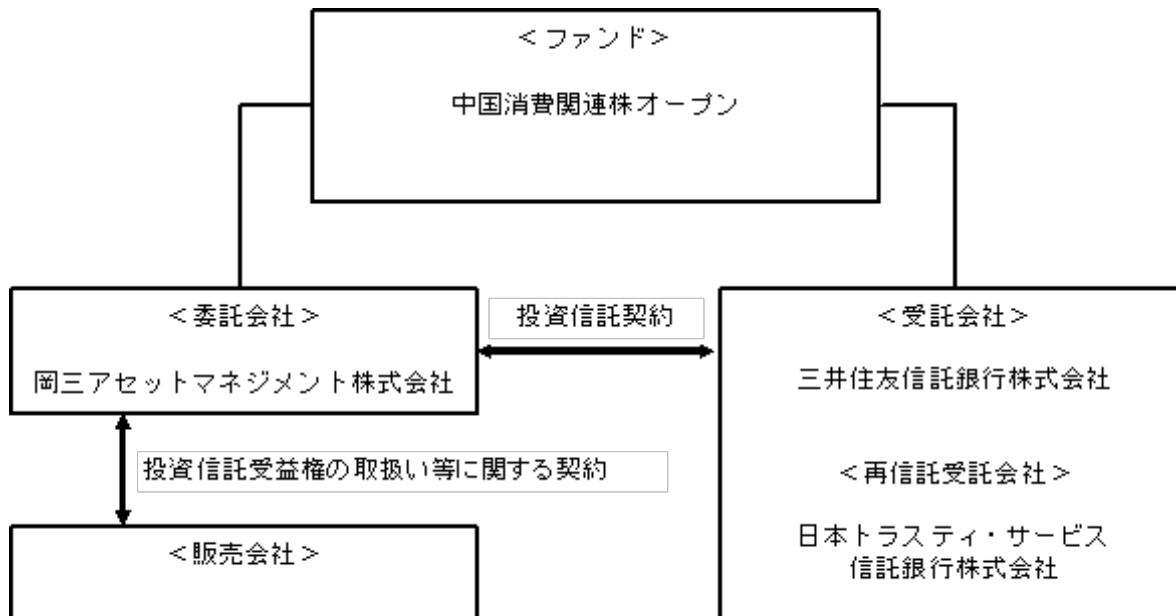 ＜ファンド＞
中国消費関連株オープン
＜委託会社＞
岡三アセットマネジメント株式会社
投資信託契約
＜受託会社＞
三井住友信託銀行株式会社
＜再信託受託会社＞
日本トラスティ・サービス
信託銀行株式会社
投資信託受益権の取扱い等に関する契約
＜販売会社＞